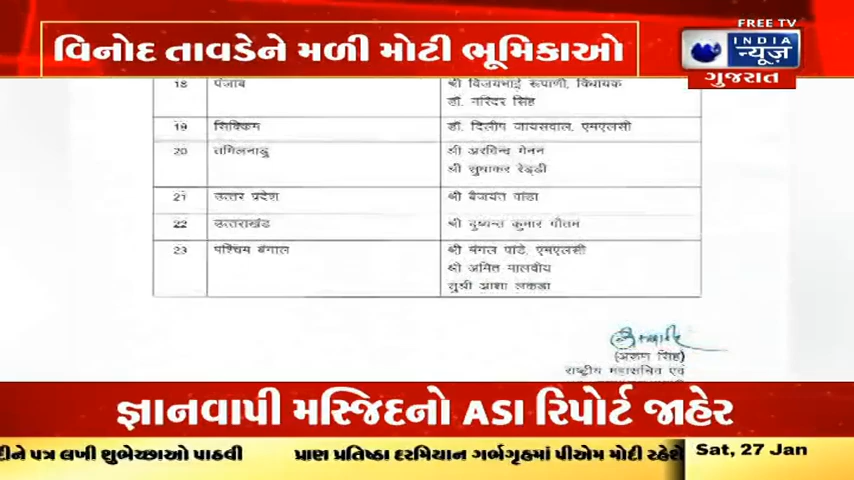 FREE TV
વિનોદ તાવડેને મળી મોટી ભૂમિકાઓ
INDIA
न्यूज़
ગુજરાત
18 पंजाब श्री विजयभाई रूपाणी, विधायक
डॉ. नरिंदर सिंह
19 सिक्किम डॉ. दिलीप जायसवाल, एमएलसी
20 तमिलनाडु श्री अरविन्द मेनन
श्री सुधाकर रेड्डी
21 उत्तर प्रदेश श्री बैजयंत पांडा
22 उत्तराखंड श्री दुष्यन्त कुमार गौतम
23 पश्चिम बंगाल श्री मंगल पांडे, एमएलसी
श्री अमित मालवीय
सुश्री आशा लकडा
(अरुण सिंह)
राष्ट्रीय महासचिव एवं
જ્ઞાનવાપી મસ્જિદનો ASI રિપોર્ટ જાહેર
દીને પત્ર લખી શુભેચ્છાઓ પાઠવી પ્રાણ પ્રતિષ્ઠા દરમિયાન ગર્ભગૃહમાં પીએમ મોદી રહેશે
Sat, 27 Jan